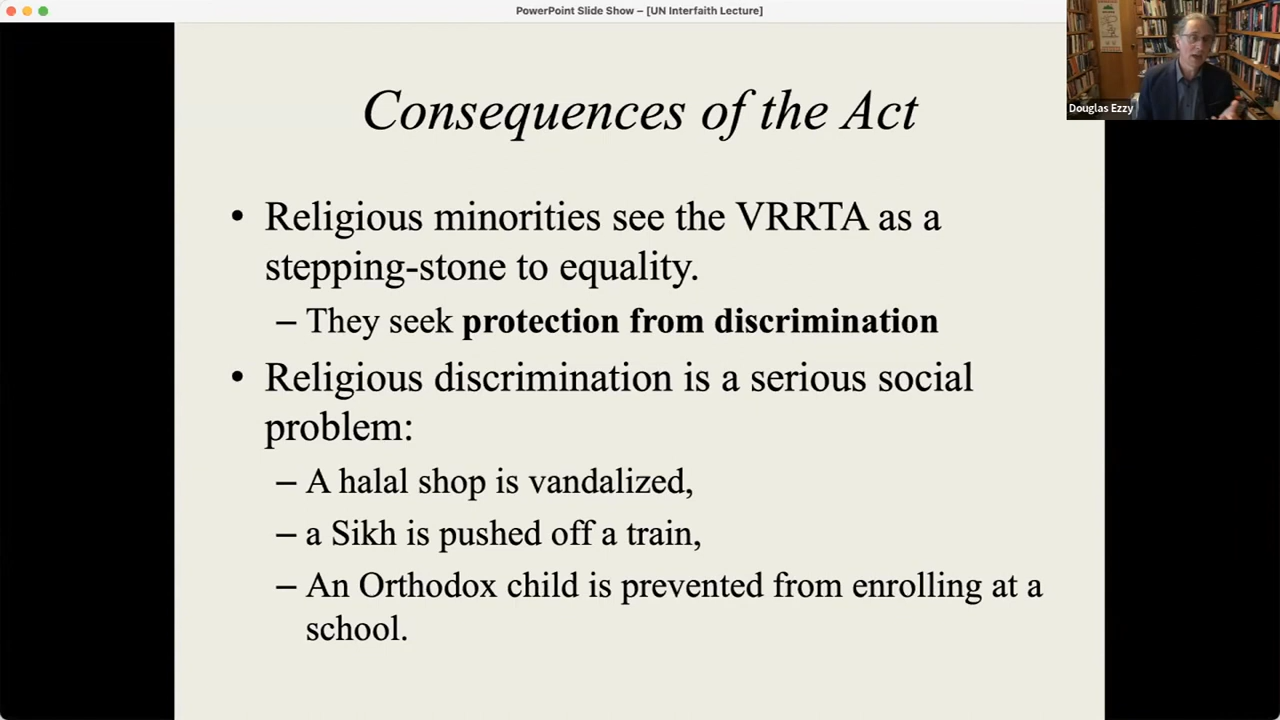 PowerPoint Slide Show – [UN Interfaith Lecture]
Douglas Ezzy
Consequences of the Act
• Religious minorities see the VRRTA as a
stepping-stone to equality.
– They seek protection from discrimination
• Religious discrimination is a serious social
problem:
– A halal shop is vandalized,
– a Sikh is pushed off a train,
– An Orthodox child is prevented from enrolling at a
school.